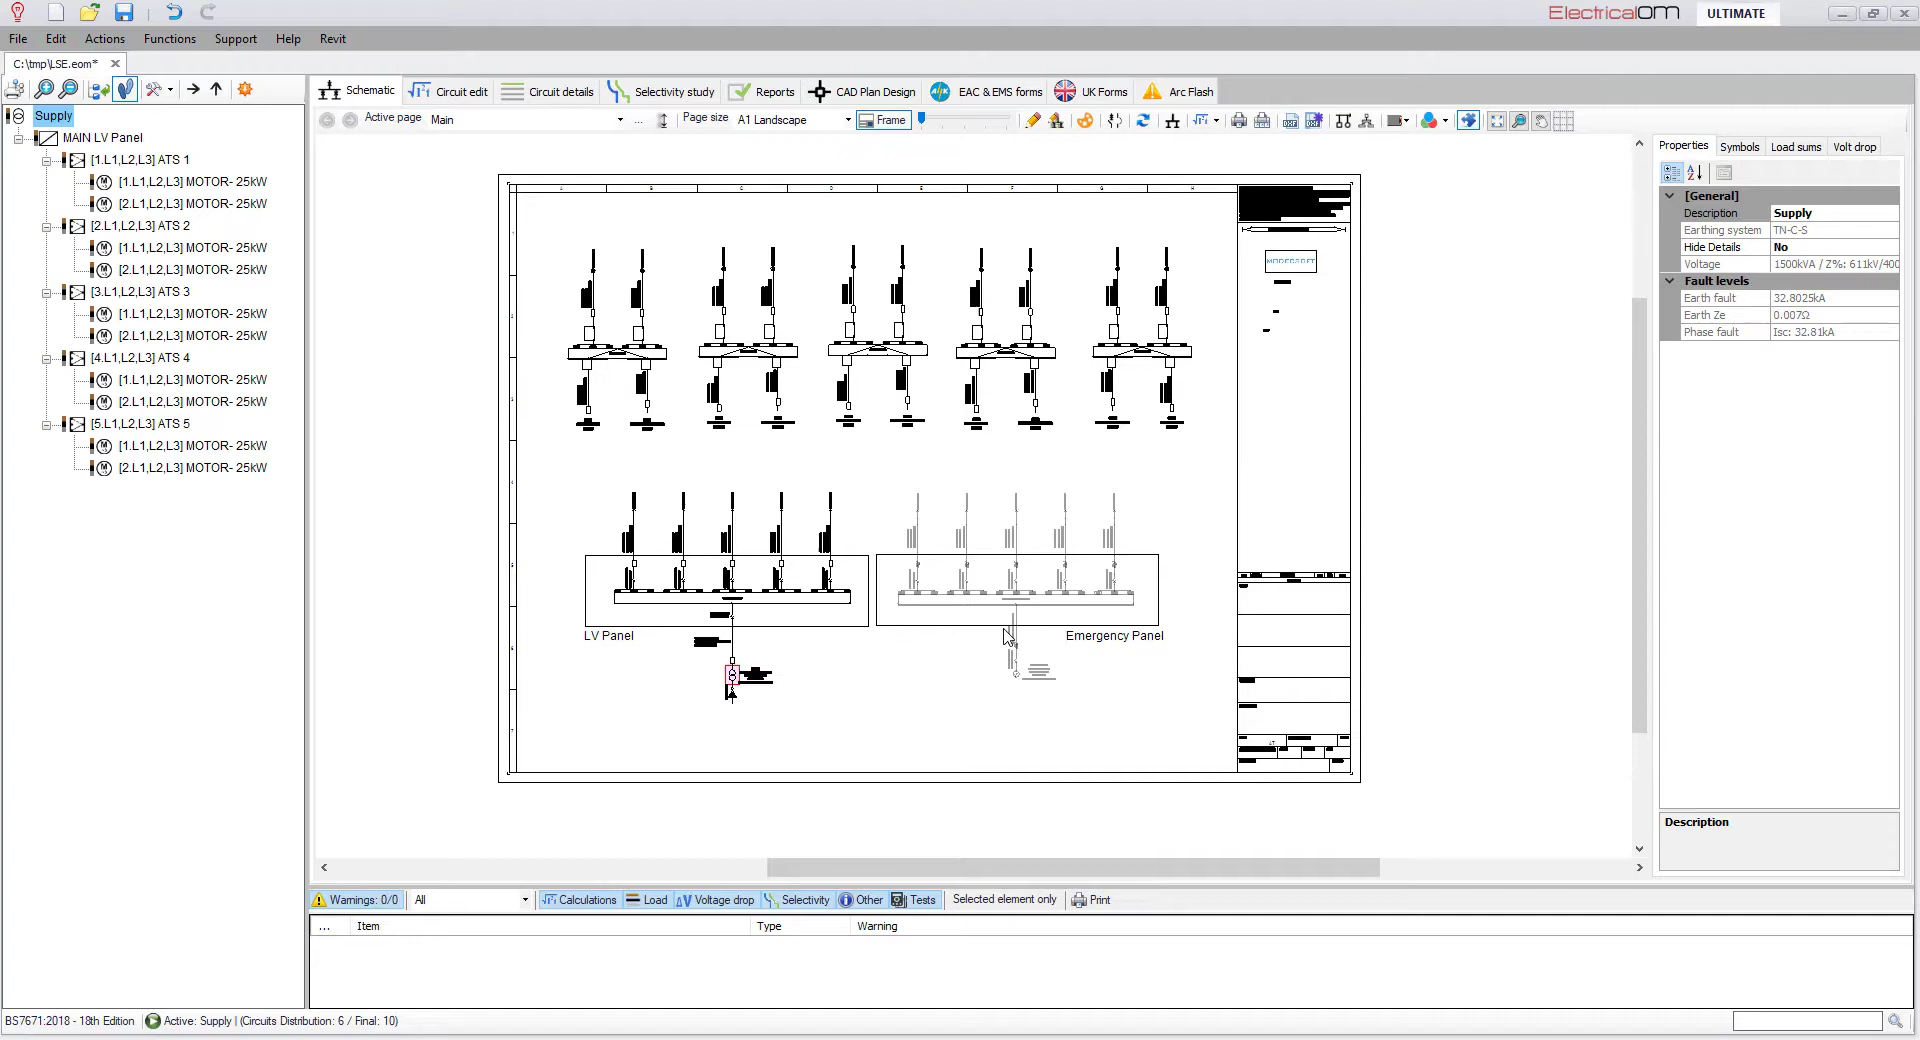 ElectricalOM ULTIMATE
File Edit Actions Functions Support Help Revit
C:\tmp\LSE.eom*
Schematic Circuit edit Circuit details Selectivity study Reports CAD Plan Design EAC & EMS forms UK Forms Arc Flash
Active page Main ... Page size A1 Landscape Frame
Supply
MAIN LV Panel
[1.L1,L2,L3] ATS 1
[1.L1,L2,L3] MOTOR- 25kW
[2.L1,L2,L3] MOTOR- 25kW
[2.L1,L2,L3] ATS 2
[1.L1,L2,L3] MOTOR- 25kW
[2.L1,L2,L3] MOTOR- 25kW
[3.L1,L2,L3] ATS 3
[1.L1,L2,L3] MOTOR- 25kW
[2.L1,L2,L3] MOTOR- 25kW
[4.L1,L2,L3] ATS 4
[1.L1,L2,L3] MOTOR- 25kW
[2.L1,L2,L3] MOTOR- 25kW
[5.L1,L2,L3] ATS 5
[1.L1,L2,L3] MOTOR- 25kW
[2.L1,L2,L3] MOTOR- 25kW
MODECSOFT
LV Panel
Emergency Panel
Properties Symbols Load sums Volt drop
[General]
Description Supply
Earthing system TN-C-S
Hide Details No
Voltage 1500kVA / Z%: 611kV/400
Fault levels
Earth fault 32.8025kA
Earth Ze 0.007Ω
Phase fault Isc: 32.81kA
Description
Warnings: 0/0 All Calculations Load Voltage drop Selectivity Other Tests Selected element only Print
... Item Type Warning
BS7671:2018 - 18th Edition Active: Supply | (Circuits Distribution: 6 / Final: 10)